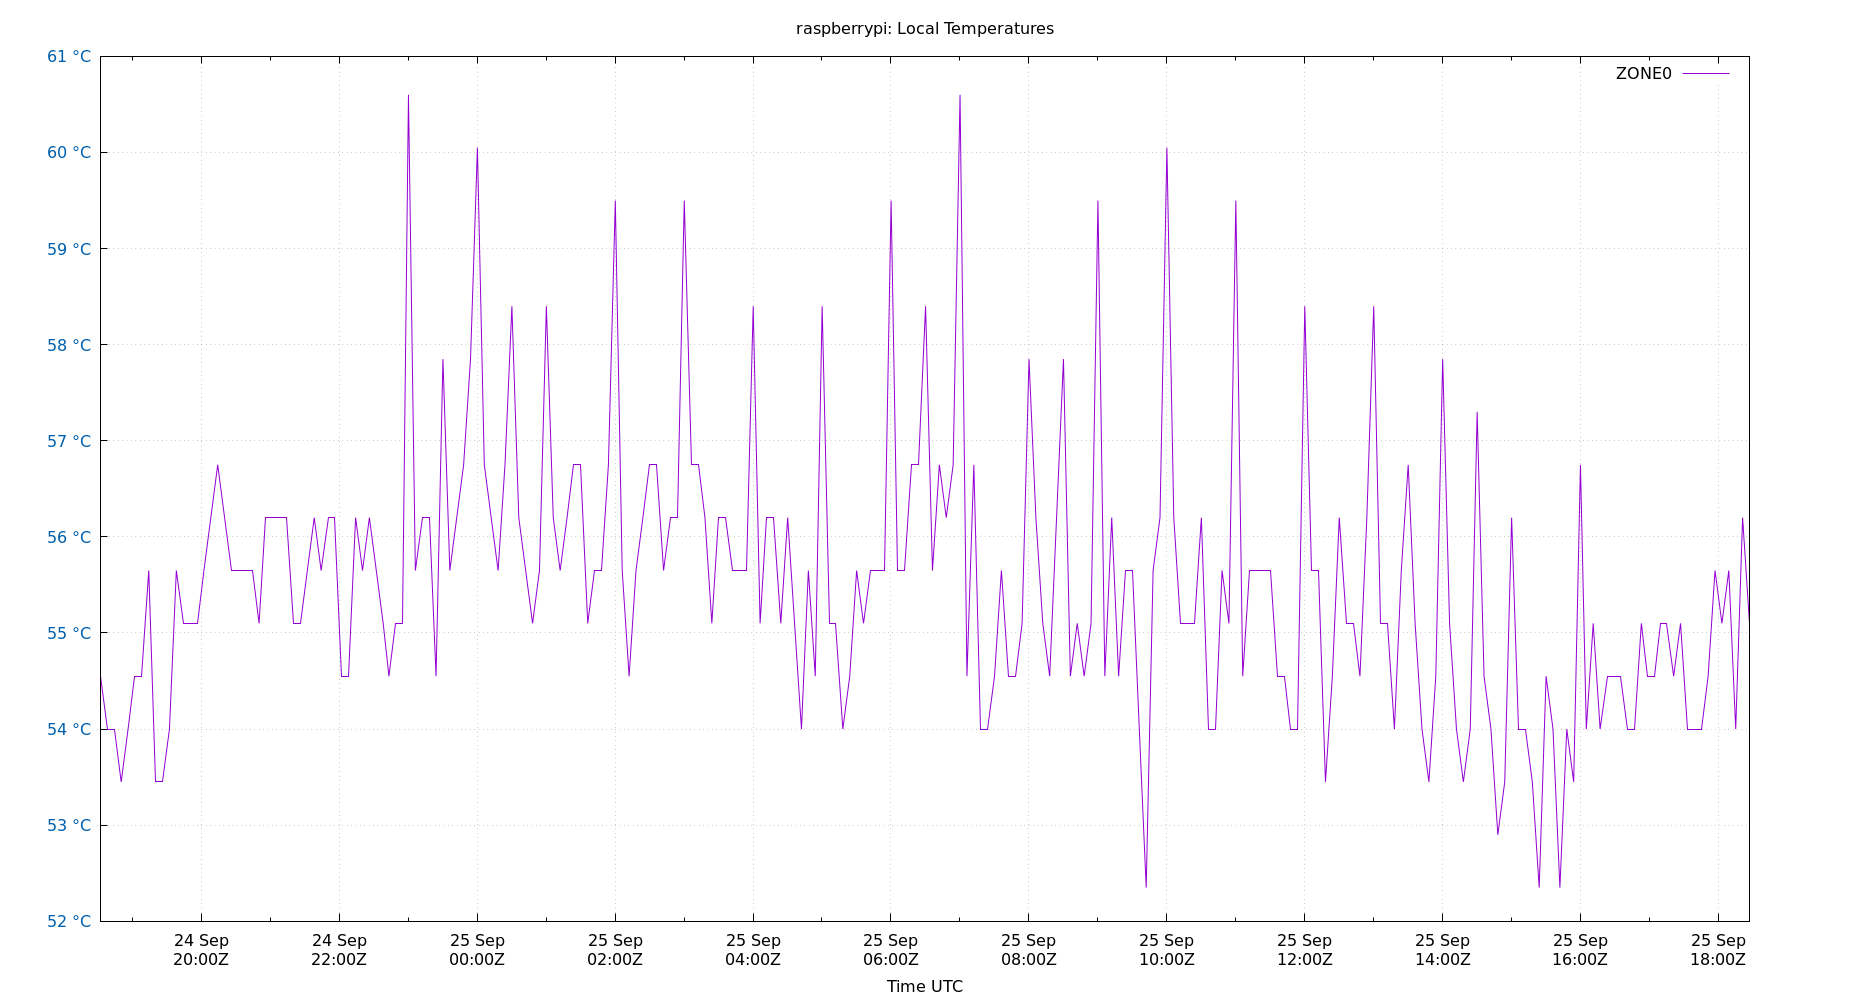 raspberrypi: Local Temperatures
61 °C
60 °C
59 °C
58 °C
57 °C
56 °C
55 °C
54 °C
53 °C
52 °C
ZONE0
24 Sep 24 Sep 25 Sep 25 Sep 25 Sep 25 Sep 25 Sep 25 Sep 25 Sep 25 Sep 25 Sep 25 Sep
20:00Z 22:00Z 00:00Z 02:00Z 04:00Z 06:00Z 08:00Z 10:00Z 12:00Z 14:00Z 16:00Z 18:00Z
Time UTC